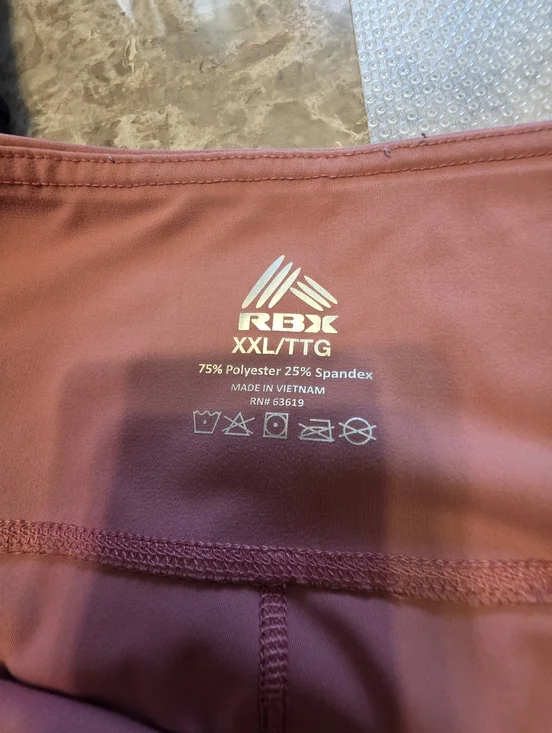 RBX
XXL/TTG
75% Polyester 25% Spandex
MADE IN VIETNAM
RN# 63619